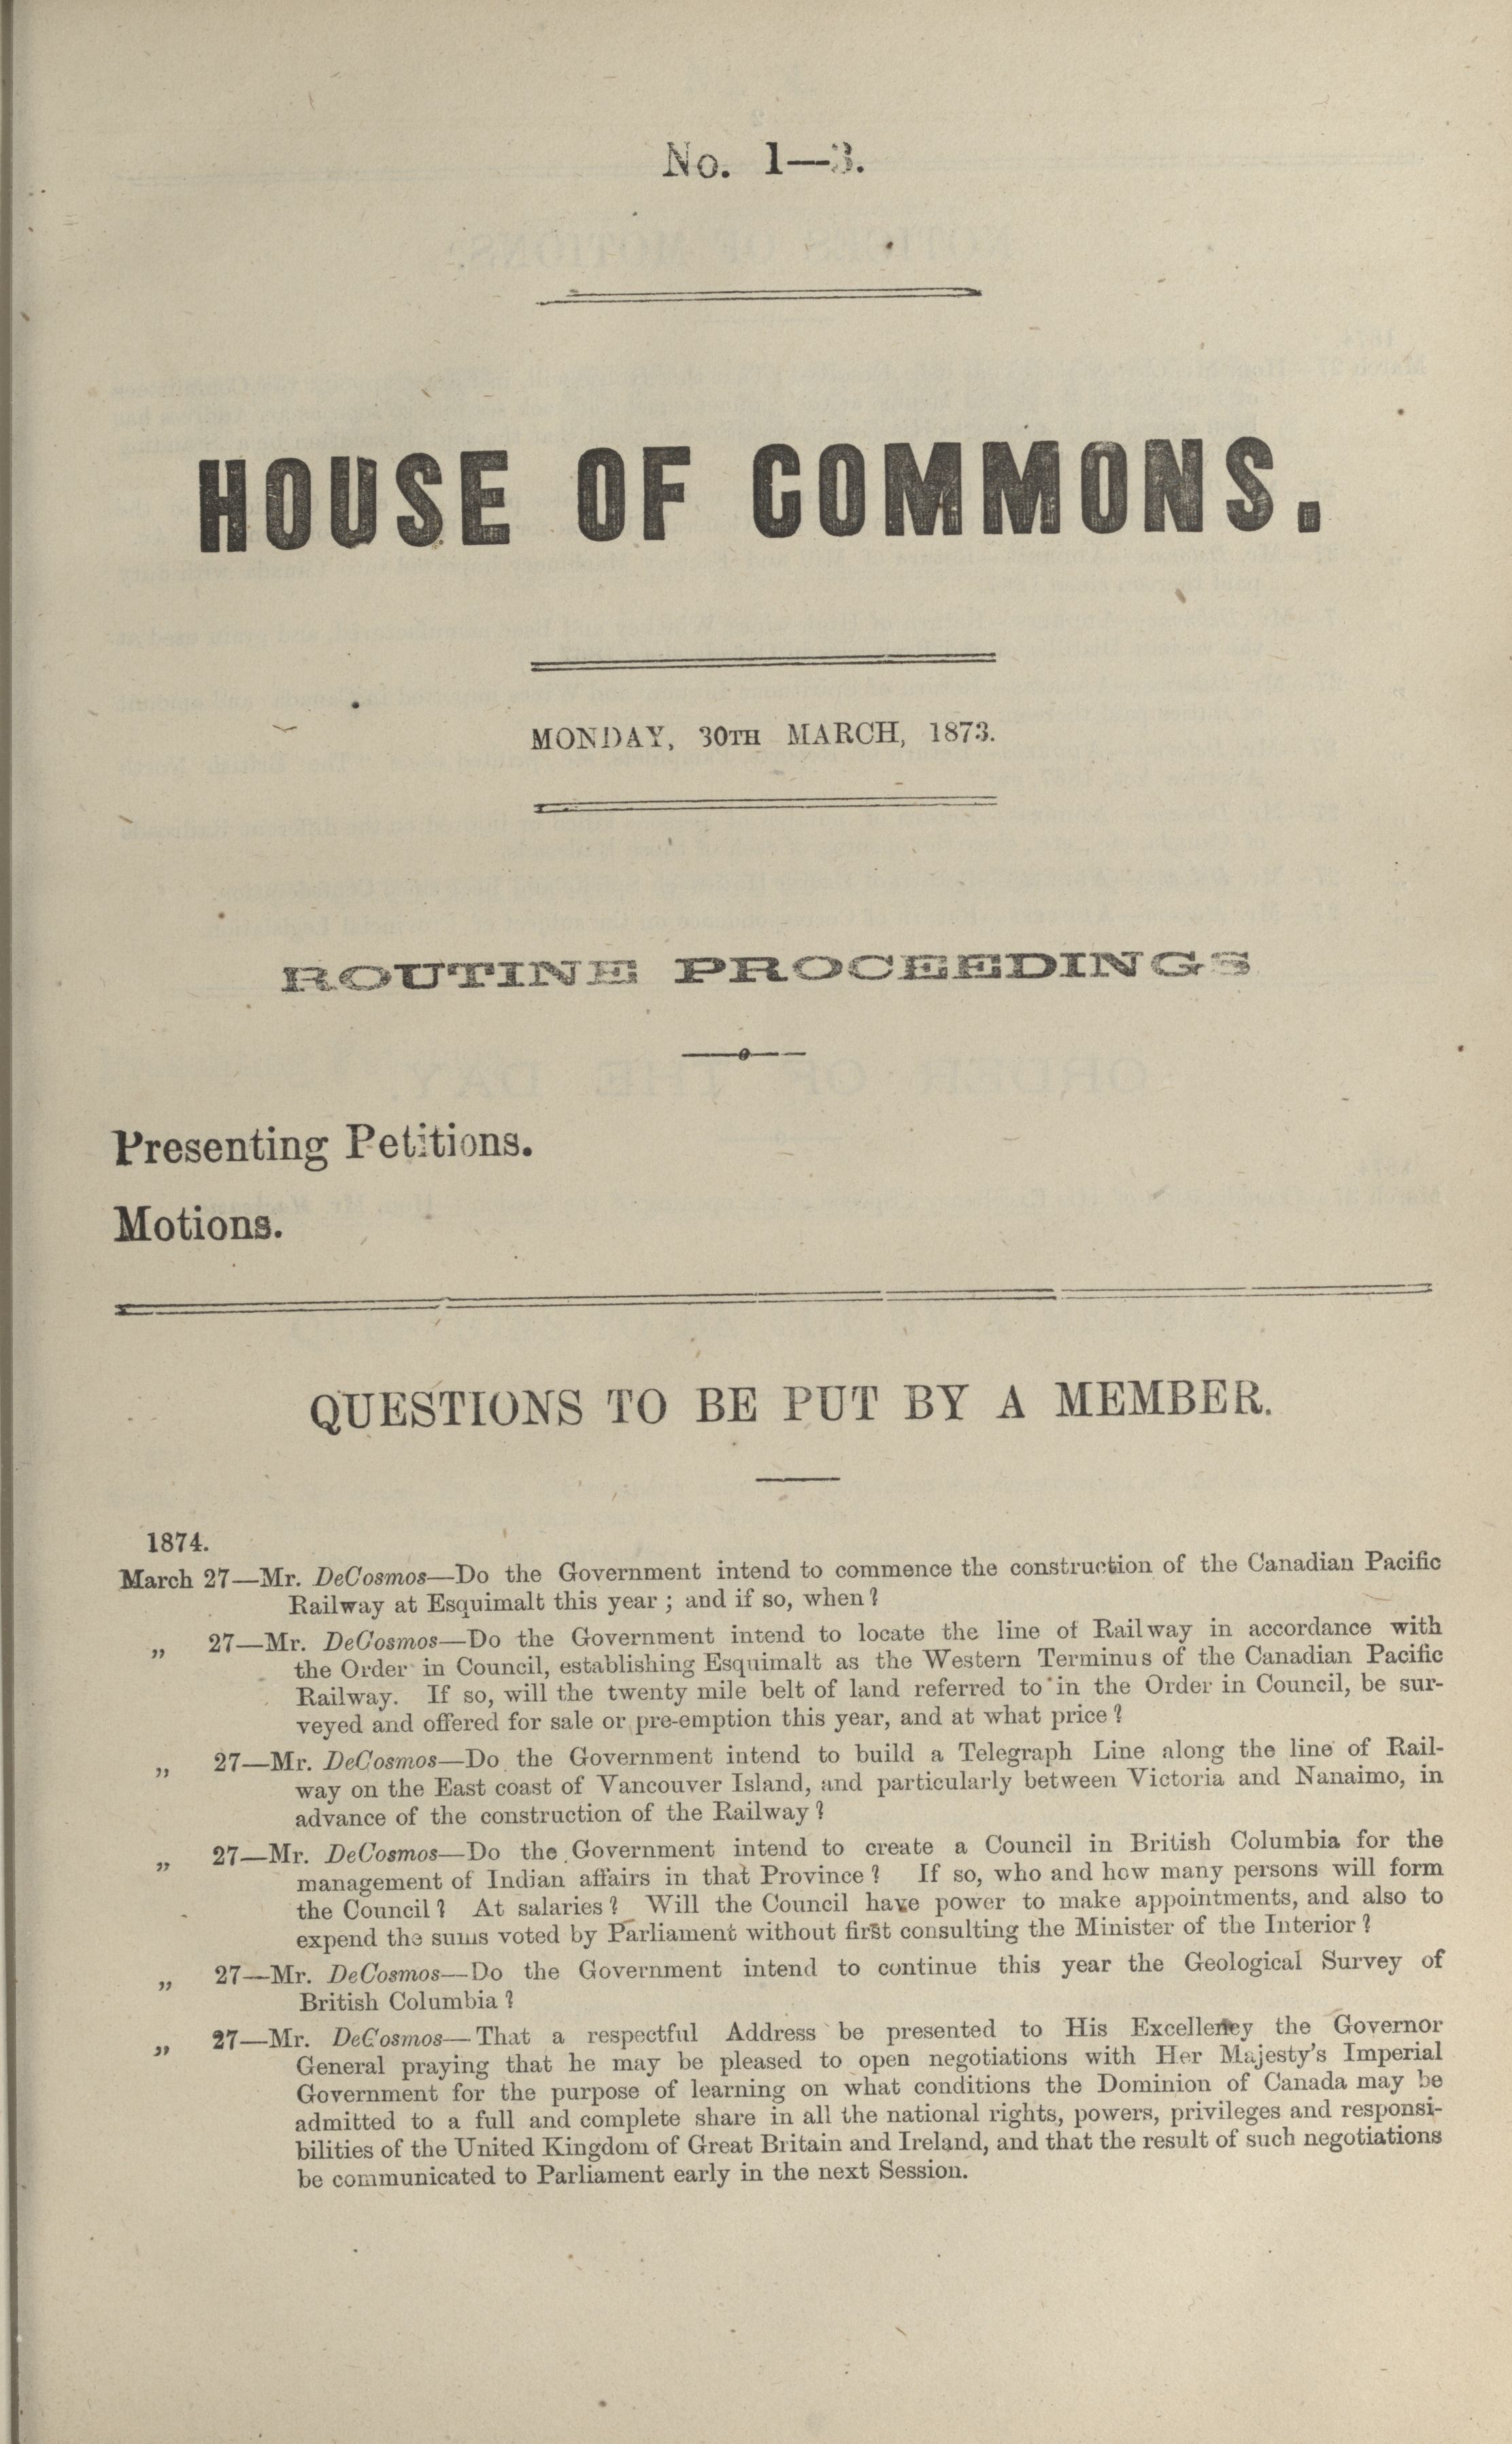 No. 1—3.
HOUSE OF COMMONS.
MONDAY, 30TH MARCH, 1873.
ROUTINE PROCEEDINGS
Presenting Petitions.
Motions.
QUESTIONS TO BE PUT BY A MEMBER.
1874.
March 27—Mr. DeCosmos—Do the Government intend to commence the construction of the Canadian Pacific
Railway at Esquimalt this year ; and if so, when ?
„ 27—Mr. DeCosmos—Do the Government intend to locate the line of Railway in accordance with
the Order in Council, establishing Esquimalt as the Western Terminus of the Canadian Pacific
Railway. If so, will the twenty mile belt of land referred to in the Order in Council, be sur-
veyed and offered for sale or pre-emption this year, and at what price ?
„ 27—Mr. DeCosmos—Do the Government intend to build a Telegraph Line along the line of Rail-
way on the East coast of Vancouver Island, and particularly between Victoria and Nanaimo, in
advance of the construction of the Railway ?
„ 27—Mr. DeCosmos—Do the Government intend to create a Council in British Columbia for the
management of Indian affairs in that Province ? If so, who and how many persons will form
the Council ? At salaries ? Will the Council have power to make appointments, and also to
expend the sums voted by Parliament without first consulting the Minister of the Interior ?
„ 27—Mr. DeCosmos—Do the Government intend to continue this year the Geological Survey of
British Columbia ?
„ 27—Mr. DeCosmos—That a respectful Address be presented to His Excellency the Governor
General praying that he may be pleased to open negotiations with Her Majesty's Imperial
Government for the purpose of learning on what conditions the Dominion of Canada may be
admitted to a full and complete share in all the national rights, powers, privileges and responsi-
bilities of the United Kingdom of Great Britain and Ireland, and that the result of such negotiations
be communicated to Parliament early in the next Session.